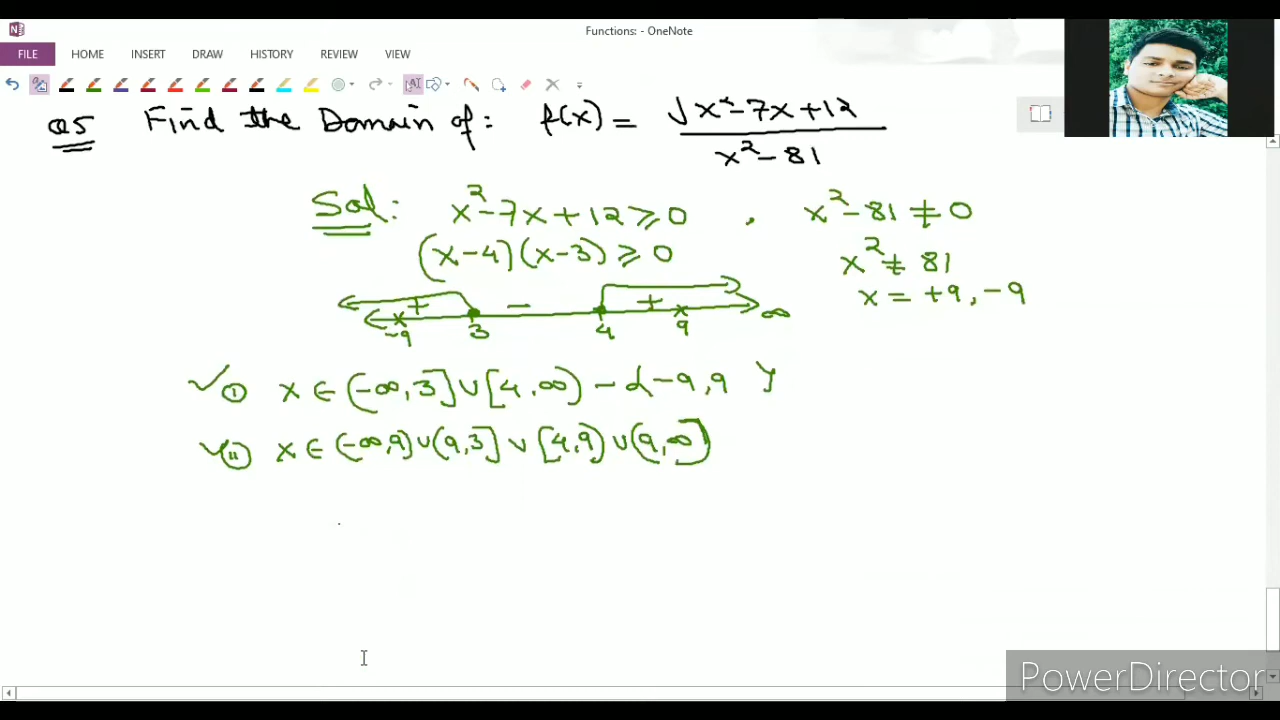 Functions: - OneNote
FILE HOME INSERT DRAW HISTORY REVIEW VIEW
Q5 Find the Domain of: f(x) = √x²-7x+12
x²-81
Sol: x²-7x+12≥0 , x²-81≠0
(x-4)(x-3)≥0 x²≠81
x = +9, -9
+ - +
-9 3 4 9 ∞
✓① x ∈ (-∞,3]∪[4,∞) - {-9,9}
✓⑪ x ∈ (-∞,9)∪(9,3] ∪ [4,9)∪(9,∞)
PowerDirector